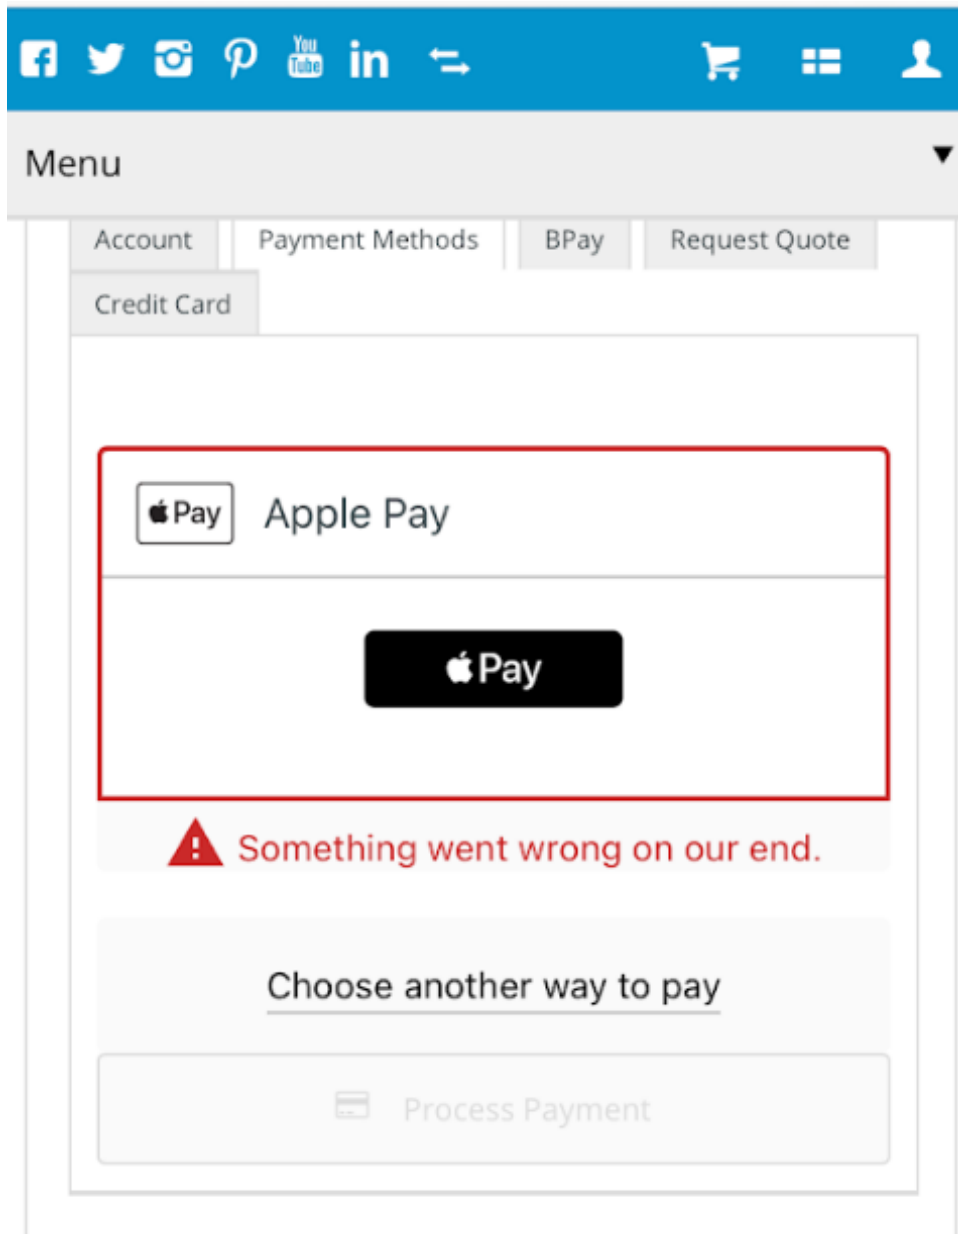 You
Tube
Menu
Account Payment Methods BPay Request Quote
Credit Card
Pay Apple Pay
Pay
Something went wrong on our end.
Choose another way to pay
Process Payment